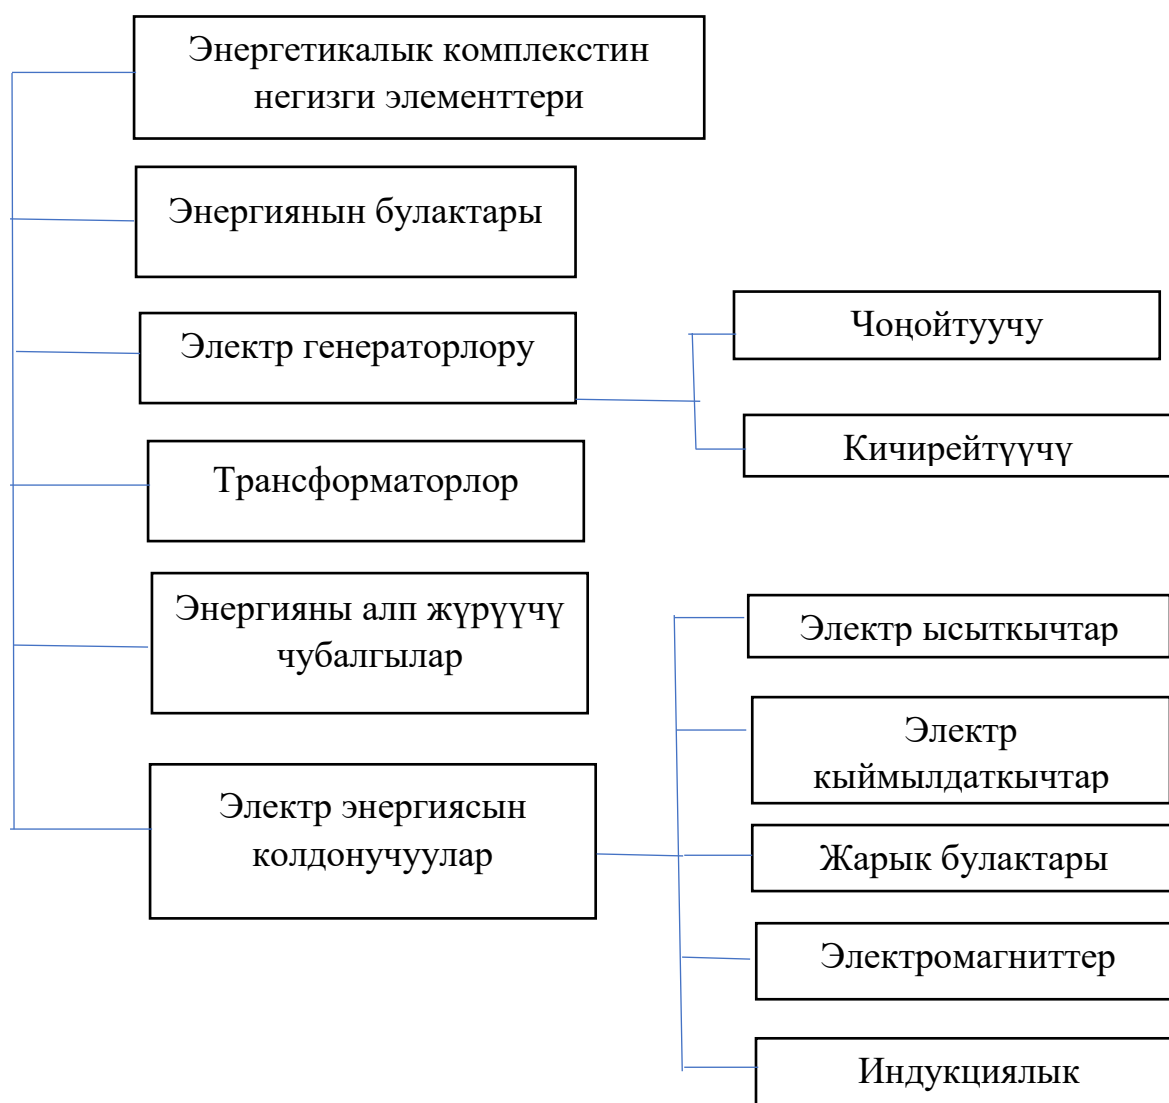 Энергетикалык комплекстин
негизги элементтери
Энергиянын булактары
Электр генераторлору
Чоңойтуучу
Кичирейтүүчү
Трансформаторлор
Энергияны алп жүрүүчү
чубалгылар
Электр энергиясын
колдонучуулар
Электр ысыткычтар
Электр
кыймылдаткычтар
Жарык булактары
Электромагниттер
Индукциялык